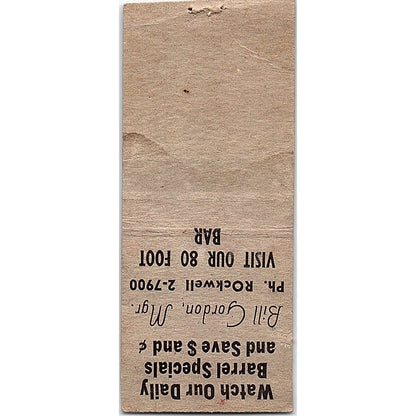 Watch Our Daily
Barrel Specials
and Save $ and ¢
Bill Gordon, Mgr.
Ph. ROckwell 2-7900
VISIT OUR 80 FOOT
BAR